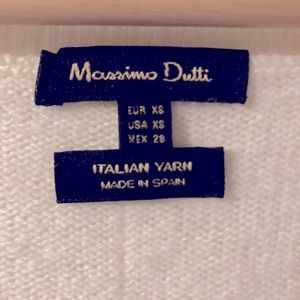 Massimo Dutti
EUR XS
USA XS
MEX 28
ITALIAN YARN
MADE IN SPAIN